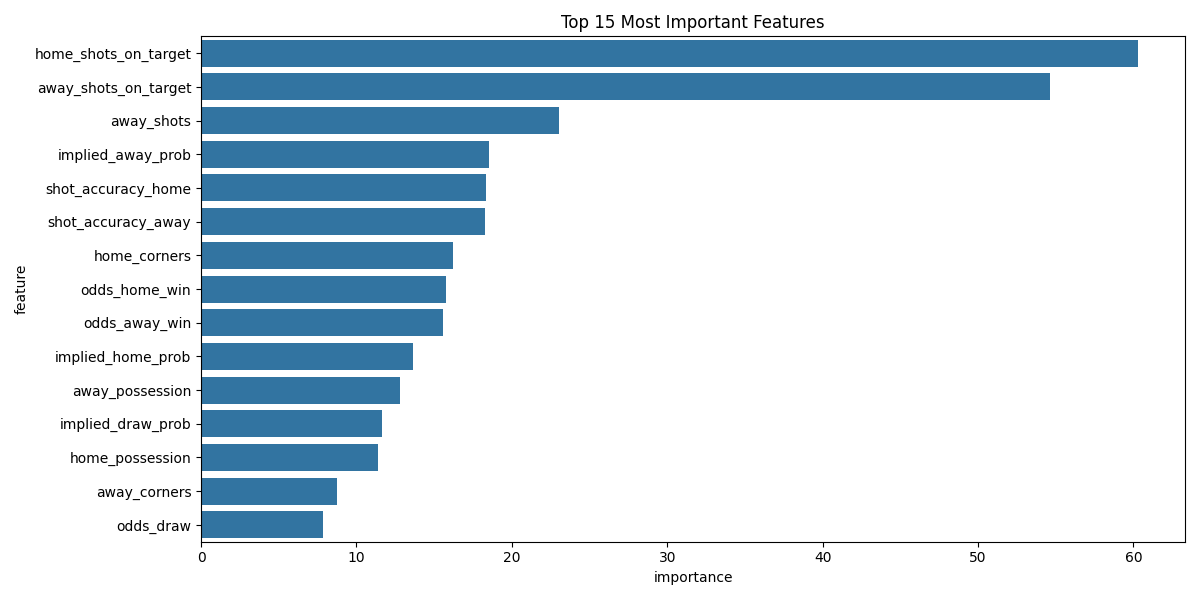 Top 15 Most Important Features
home_shots_on_target
away_shots_on_target
away_shots
implied_away_prob
shot_accuracy_home
shot_accuracy_away
home_corners
odds_home_win
odds_away_win
implied_home_prob
away_possession
implied_draw_prob
home_possession
away_corners
odds_draw
feature
0 10 20 30 40 50 60
importance